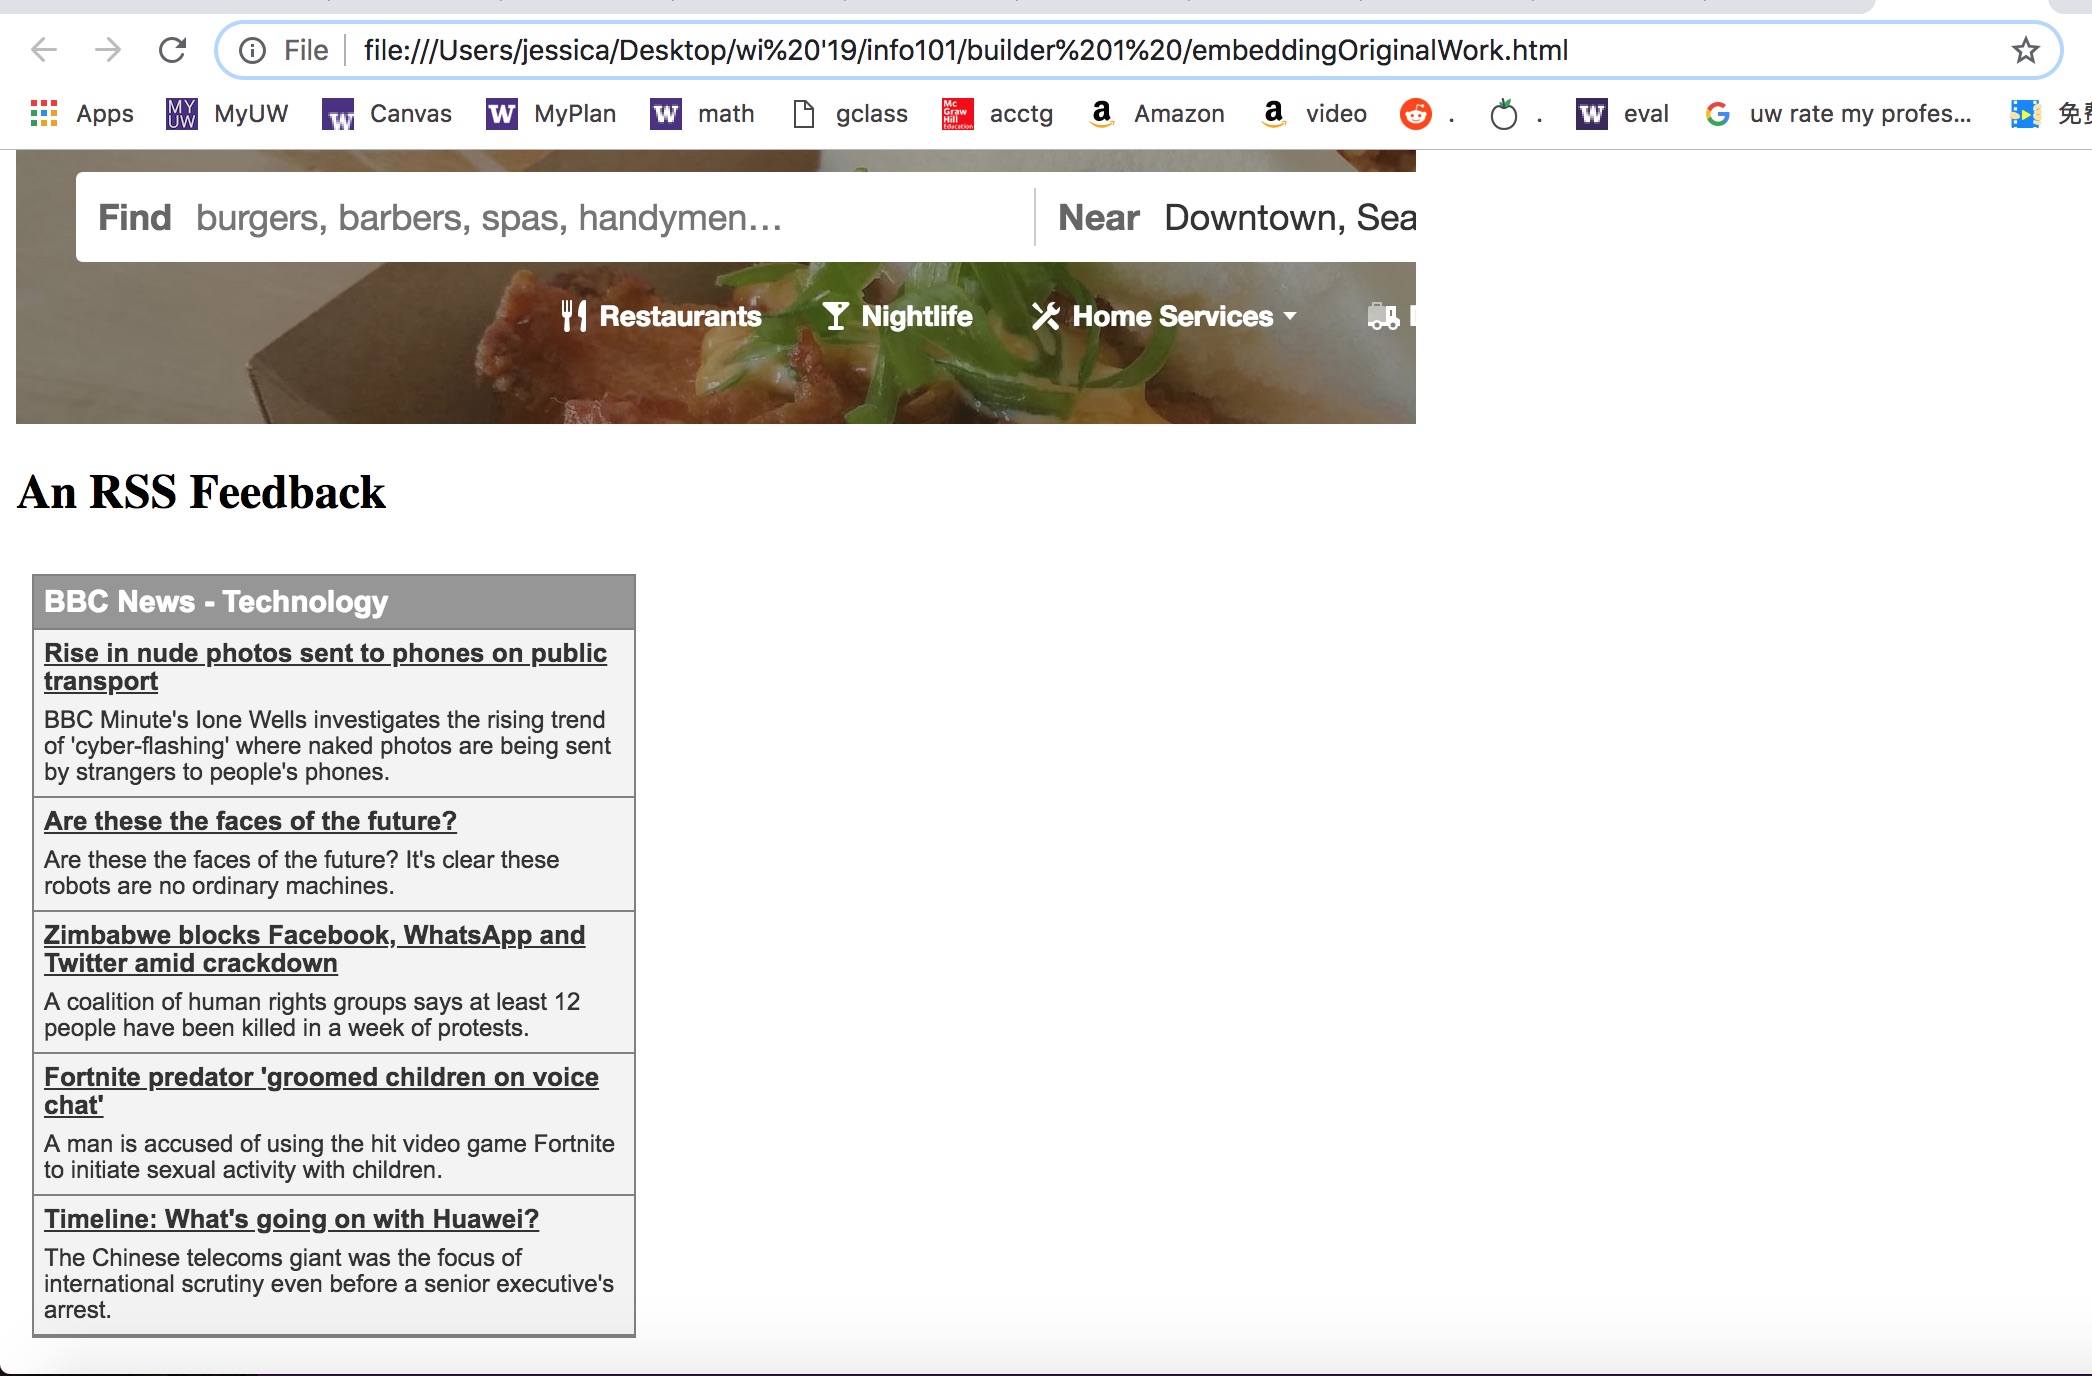 File file:///Users/jessica/Desktop/wi%20'19/info101/builder%201%20/embeddingOriginalWork.html
Apps MY UW MyUW W Canvas W MyPlan W math gclass Mc Graw Hill Education acctg a Amazon a video . . W eval G uw rate my profes... 免
Find burgers, barbers, spas, handymen… Near Downtown, Sea
Restaurants Nightlife Home Services
An RSS Feedback
BBC News - Technology
Rise in nude photos sent to phones on public
transport
BBC Minute's Ione Wells investigates the rising trend
of 'cyber-flashing' where naked photos are being sent
by strangers to people's phones.
Are these the faces of the future?
Are these the faces of the future? It's clear these
robots are no ordinary machines.
Zimbabwe blocks Facebook, WhatsApp and
Twitter amid crackdown
A coalition of human rights groups says at least 12
people have been killed in a week of protests.
Fortnite predator 'groomed children on voice
chat'
A man is accused of using the hit video game Fortnite
to initiate sexual activity with children.
Timeline: What's going on with Huawei?
The Chinese telecoms giant was the focus of
international scrutiny even before a senior executive's
arrest.